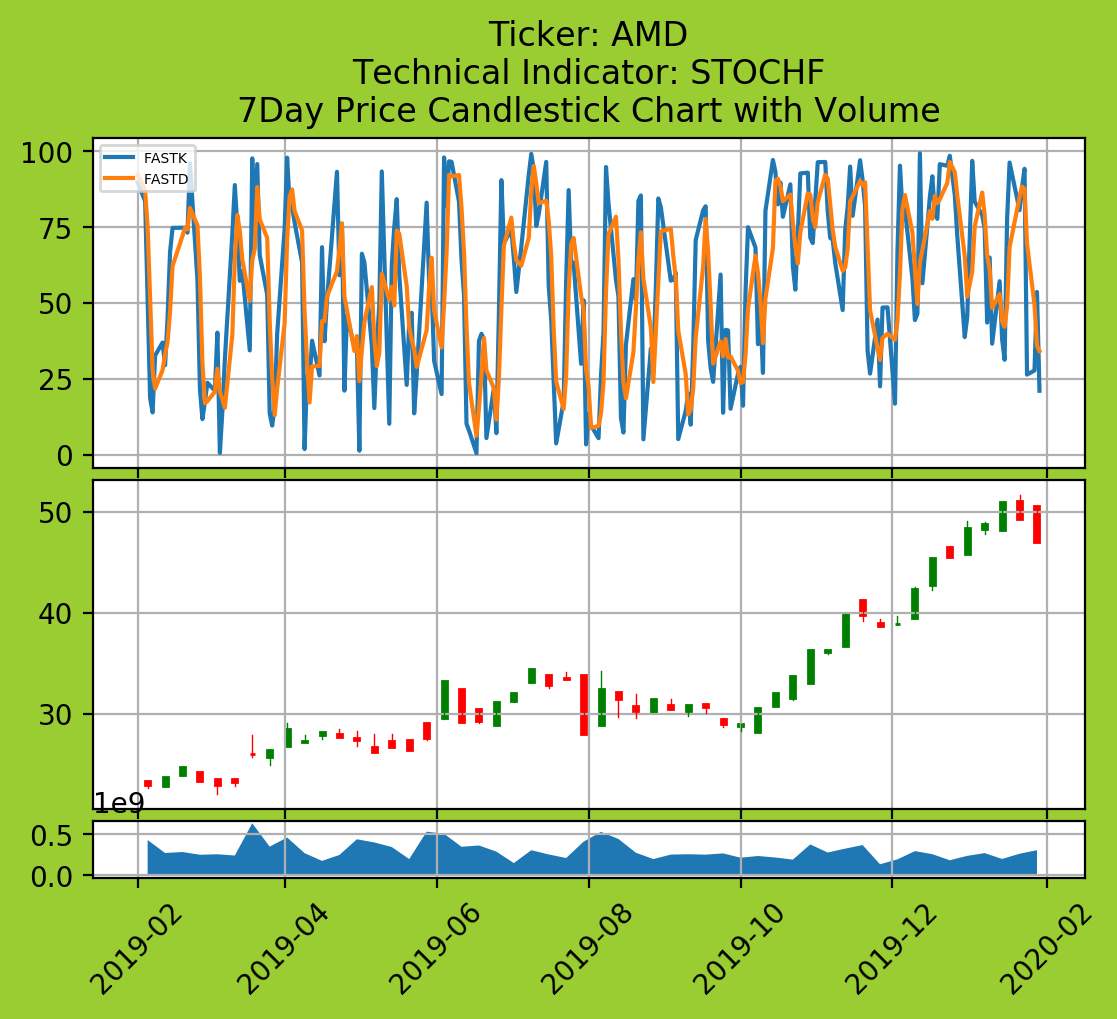 Ticker: AMD
Technical Indicator: STOCHF
7Day Price Candlestick Chart with Volume
100
75
50
25
0
FASTK
FASTD
50
40
30
1e9
0.5
0.0
2019-02
2019-04
2019-06
2019-08
2019-10
2019-12
2020-02